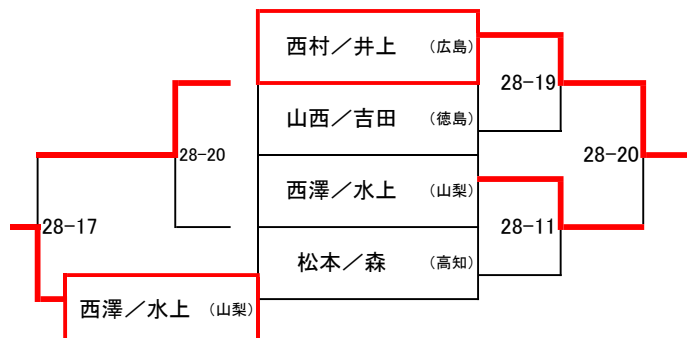 西村／井上 （広島）
28-19
山西／吉田 （徳島）
28-20
28-20
西澤／水上 （山梨）
28-17
28-11
松本／森 （高知）
西澤／水上 （山梨）